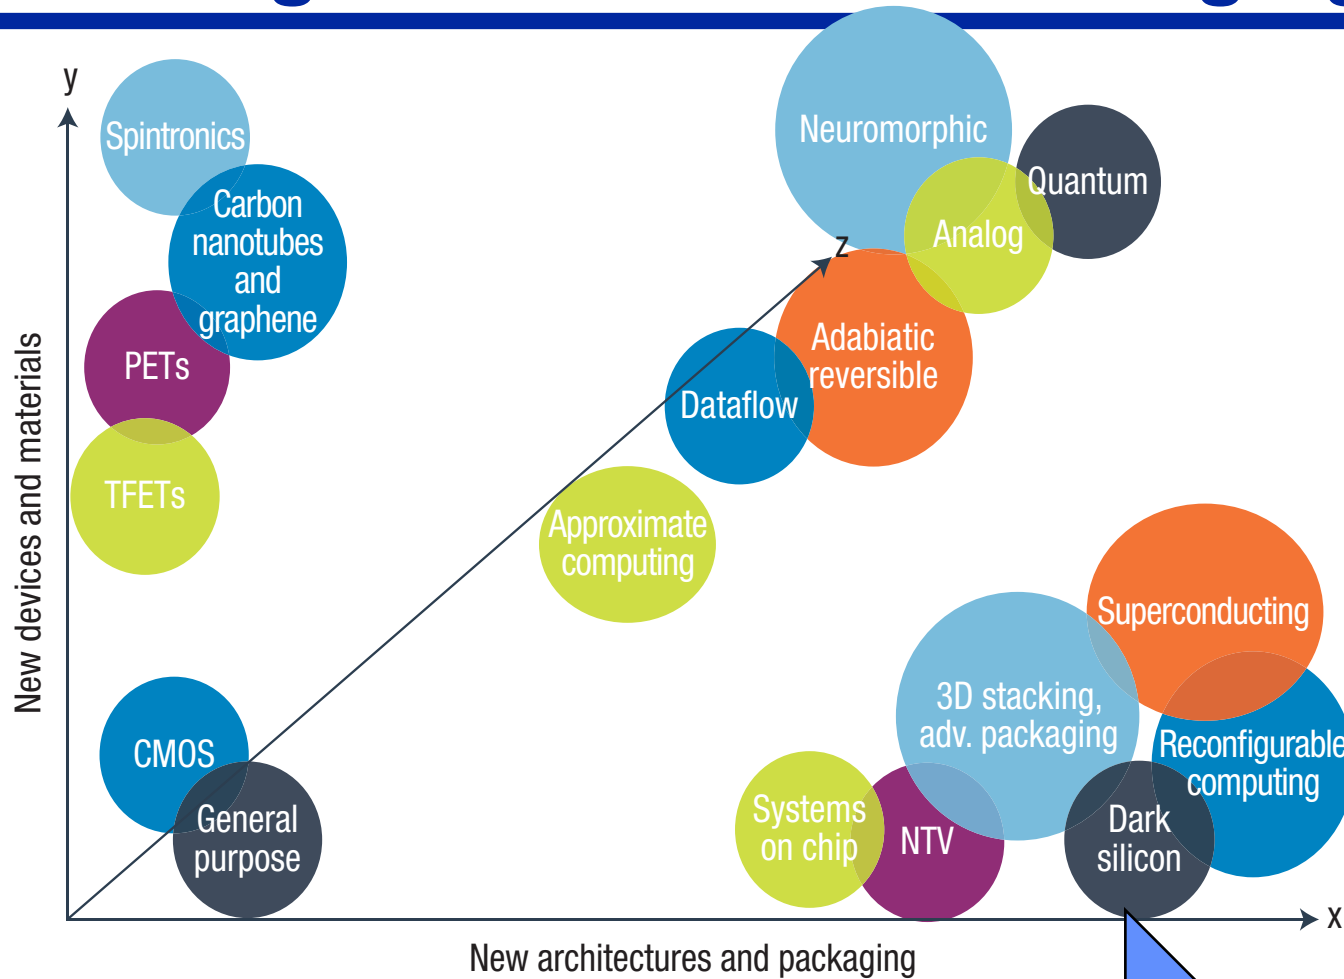 y
Spintronics
Carbon
nanotubes
and
graphene
PETs
TFETs
New devices and materials
CMOS
General
purpose
Neuromorphic
Quantum
Analog
z
Adabiatic
reversible
Dataflow
Approximate
computing
Superconducting
3D stacking,
adv. packaging
Reconfigurable
computing
Systems
on chip
NTV
Dark
silicon
x
New architectures and packaging